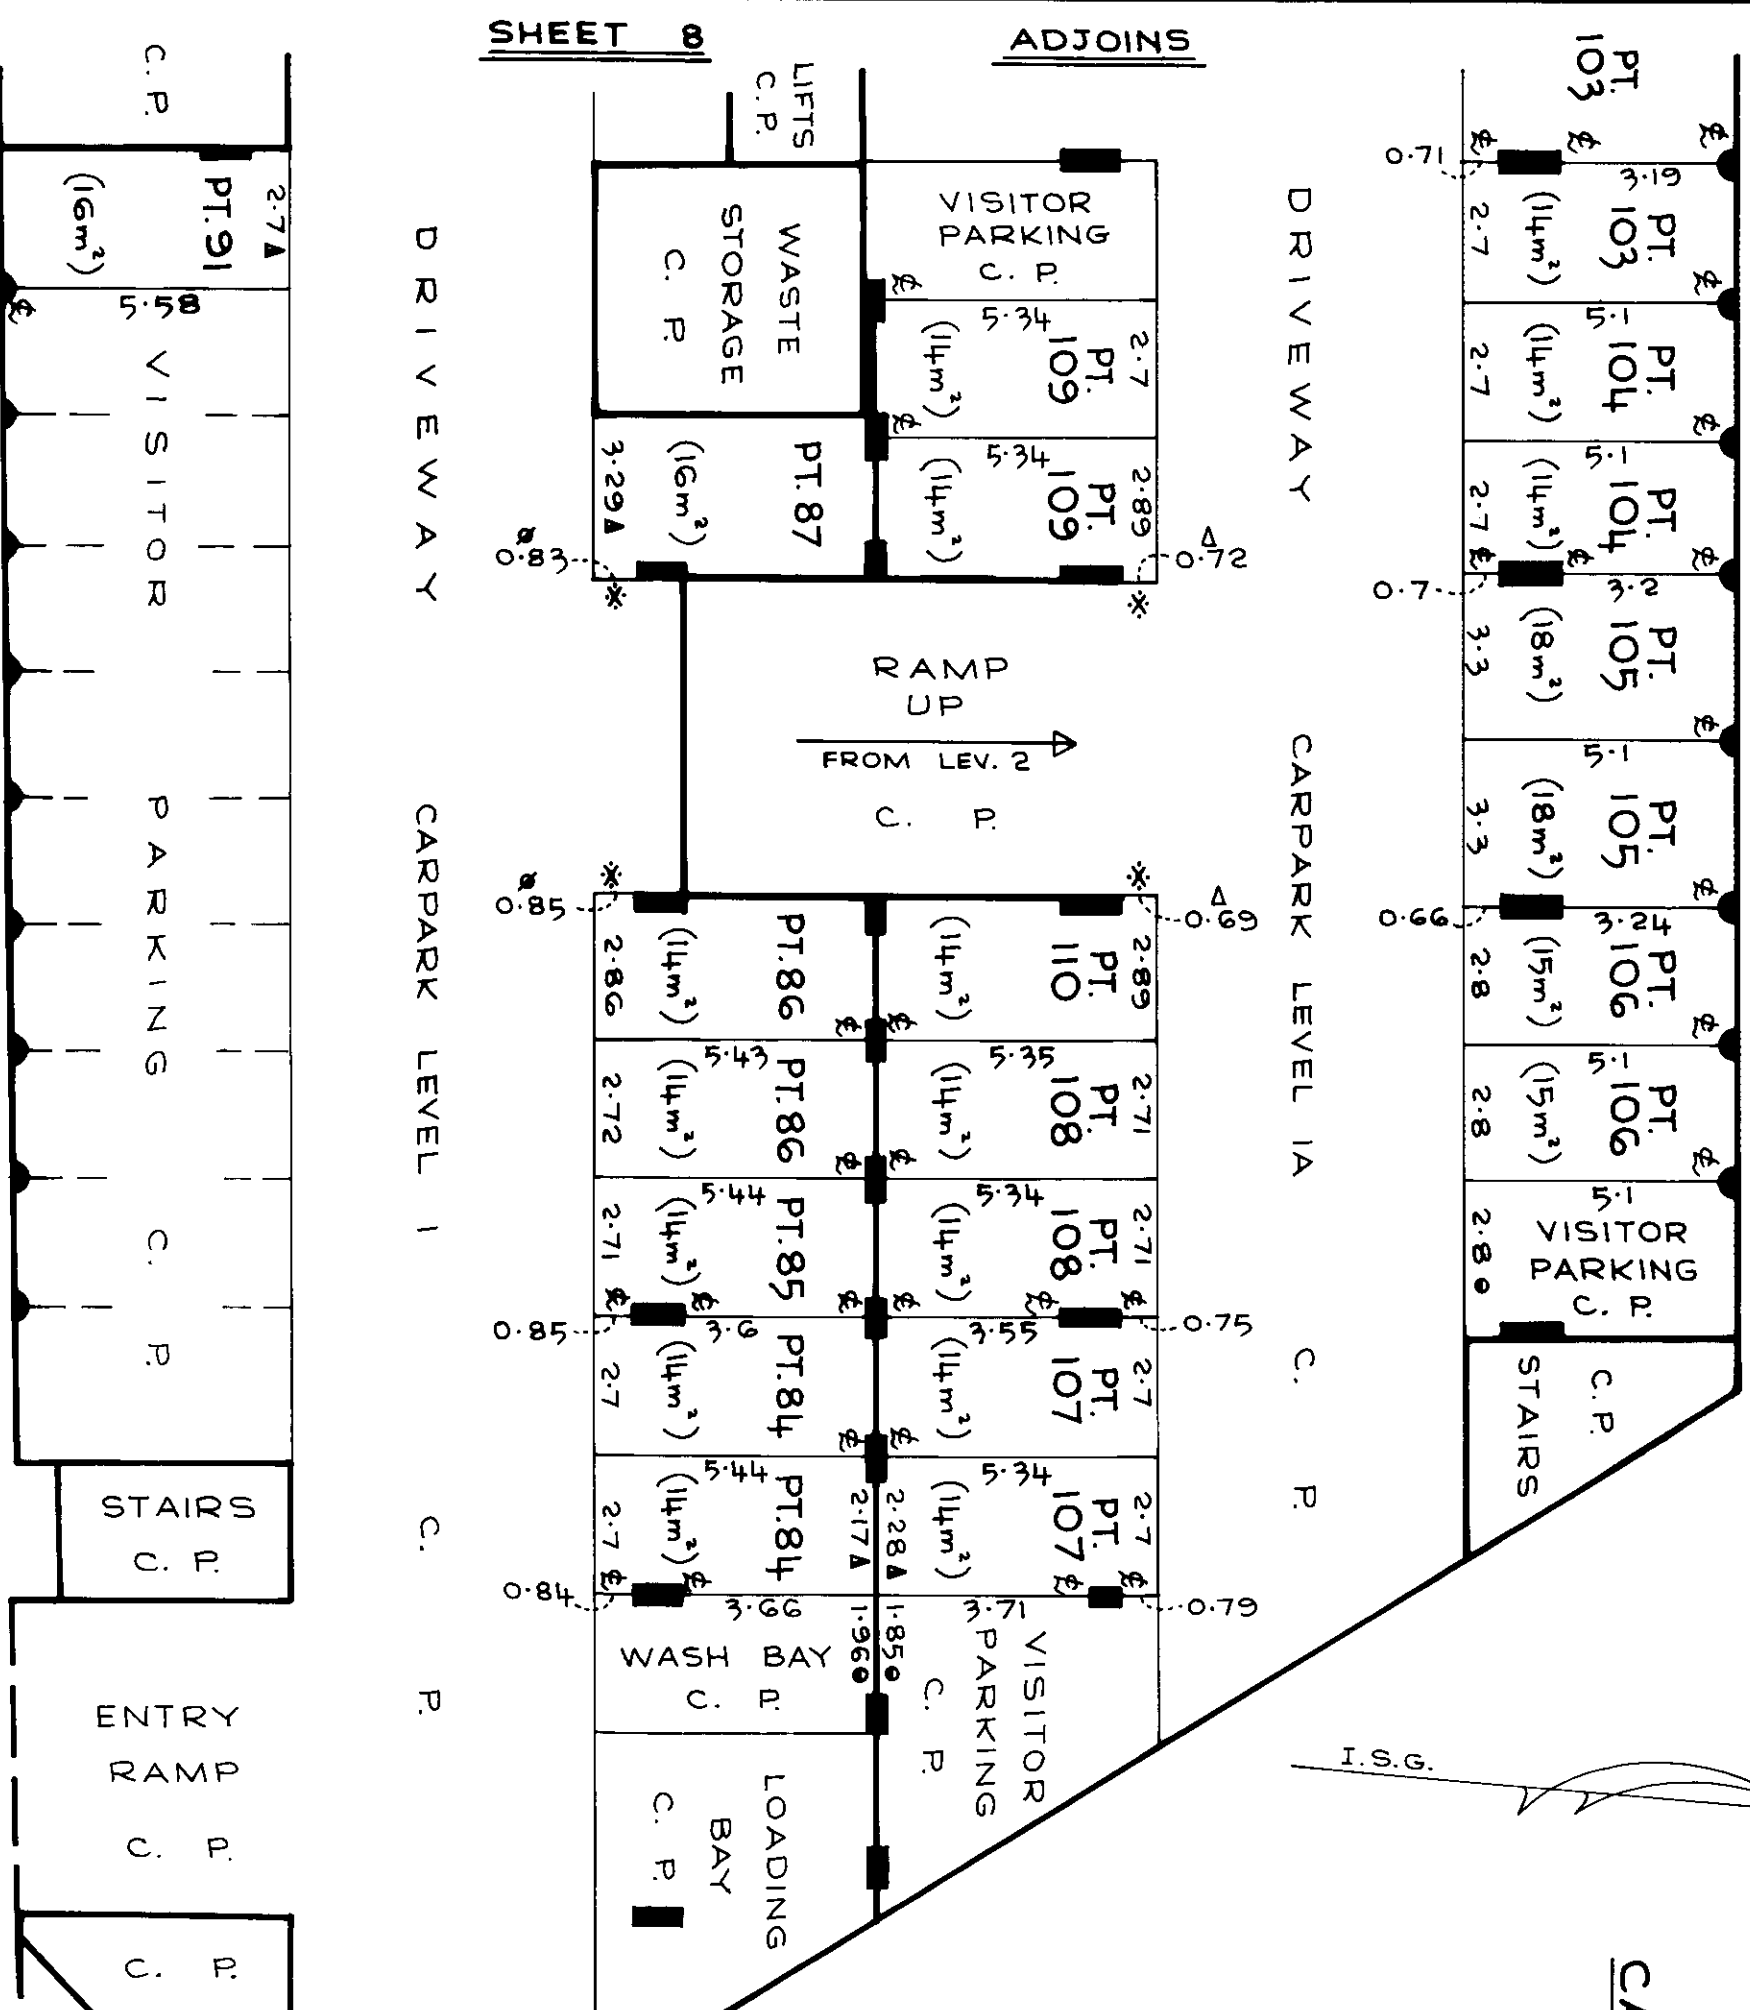 SHEET 8 ADJOINS
C. P.
PT. 91
(16m²)
2·7
5·58
VISITOR PARKING
C. P.
STAIRS
C. P.
ENTRY
RAMP
C. P.
C. P.
DRIVEWAY CARPARK LEVEL 1 C. P.
LIFTS
C. P.
WASTE
STORAGE
C. P.
PT. 87
(16m²)
3·29
0·83
VISITOR
PARKING
C. P.
5·34
PT.
109
(14m²)
2·7
5·34
PT.
109
(14m²)
2·89
0·72
RAMP
UP
FROM LEV. 2
C. P.
0·85
PT. 86
(14m²)
2·86
5·43
PT. 86
(14m²)
2·72
5·44
PT. 85
(14m²)
2·71
0·85
3·6
PT. 84
(14m²)
2·7
5·44
PT. 84
(14m²)
2·7
2·17
0·84
3·66
1·96
WASH BAY
C. P.
LOADING
BAY
C. P.
0·69
PT.
110
(14m²)
2·89
5·35
PT.
108
(14m²)
2·71
5·34
PT.
108
(14m²)
2·71
0·75
3·55
PT.
107
(14m²)
2·7
5·34
PT.
107
(14m²)
2·7
2·28
0·79
3·71
1·85
VISITOR
PARKING
C. P.
DRIVEWAY CARPARK LEVEL 1A C. P.
PT.
103
0·71
3·19
PT.
103
(14m²)
2·7
5·1
PT.
104
(14m²)
2·7
5·1
PT.
104
(14m²)
2·7
0·7
3·2
PT.
105
(18m²)
3·3
5·1
PT.
105
(18m²)
3·3
0·66
3·24
PT.
106
(15m²)
2·8
5·1
PT.
106
(15m²)
2·8
5·1
VISITOR
PARKING
C. P.
2·8
C. P.
STAIRS
I.S.G.